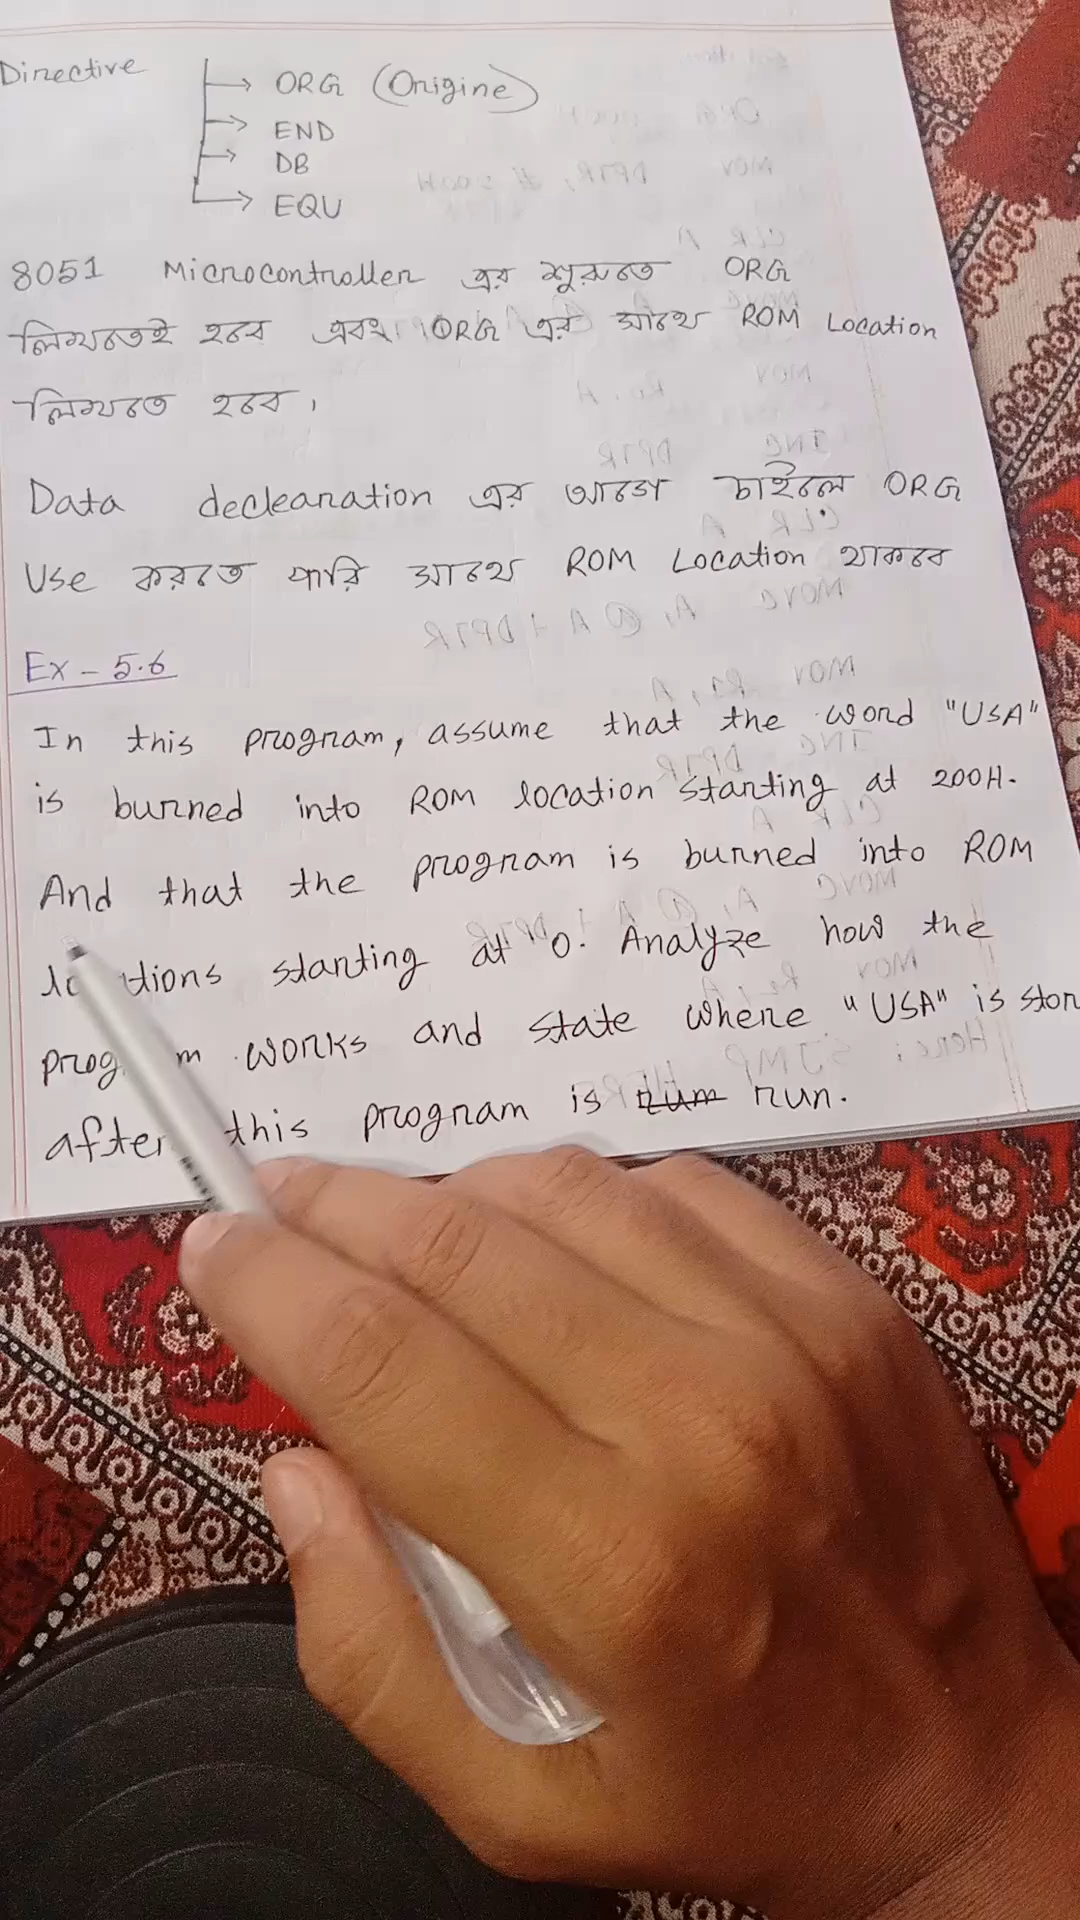 Directive
ORG (Origine)
END
DB
EQU
8051 Microcontroller এর শুরুতে ORG
লিখতেই হবে এবং ORG এর সাথে ROM Location
লিখতে হবে।
Data declearation এর আগে চাইলে ORG
Use করতে পারি সাথে ROM Location থাকবে
Ex - 5.6
In this program, assume that the word "USA"
is burned into ROM location starting at 200H.
And that the program is burned into ROM
starting at 0. Analyze how the
works and state where "USA" is stor
after this program is run.